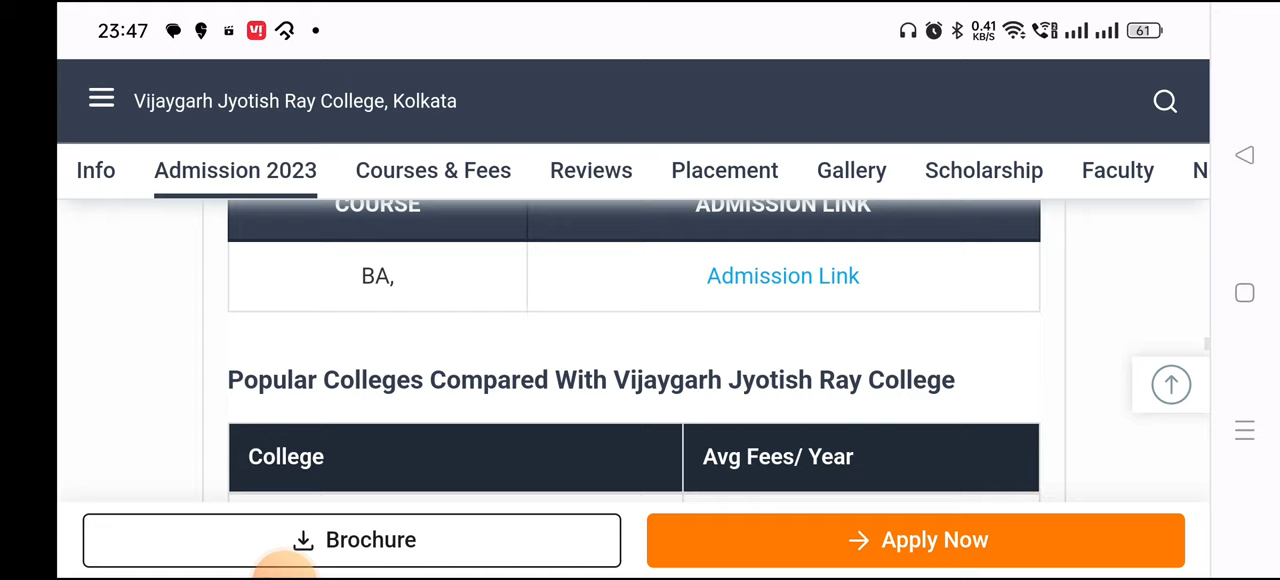 23:47 0.41 KB/S 61
Vijaygarh Jyotish Ray College, Kolkata
Info Admission 2023 Courses & Fees Reviews Placement Gallery Scholarship Faculty N
COURSE ADMISSION LINK
BA, Admission Link
Popular Colleges Compared With Vijaygarh Jyotish Ray College
College Avg Fees/ Year
Brochure Apply Now